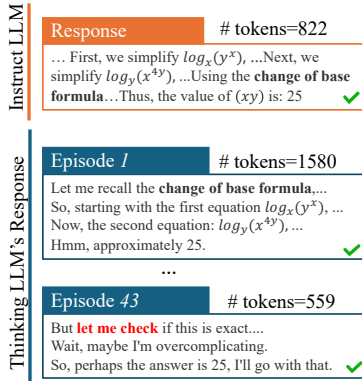 Instruct LLM
Response
# tokens=822
... First, we simplify log_x(y^x), ...Next, we
simplify log_y(x^{4y}), ...Using the change of base
formula...Thus, the value of (xy) is: 25
Thinking LLM's Response
Episode 1
# tokens=1580
Let me recall the change of base formula,...
So, starting with the first equation log_x(y^x), ...
Now, the second equation: log_y(x^{4y}), ...
Hmm, approximately 25.
...
Episode 43
# tokens=559
But let me check if this is exact....
Wait, maybe I'm overcomplicating.
So, perhaps the answer is 25, I'll go with that.